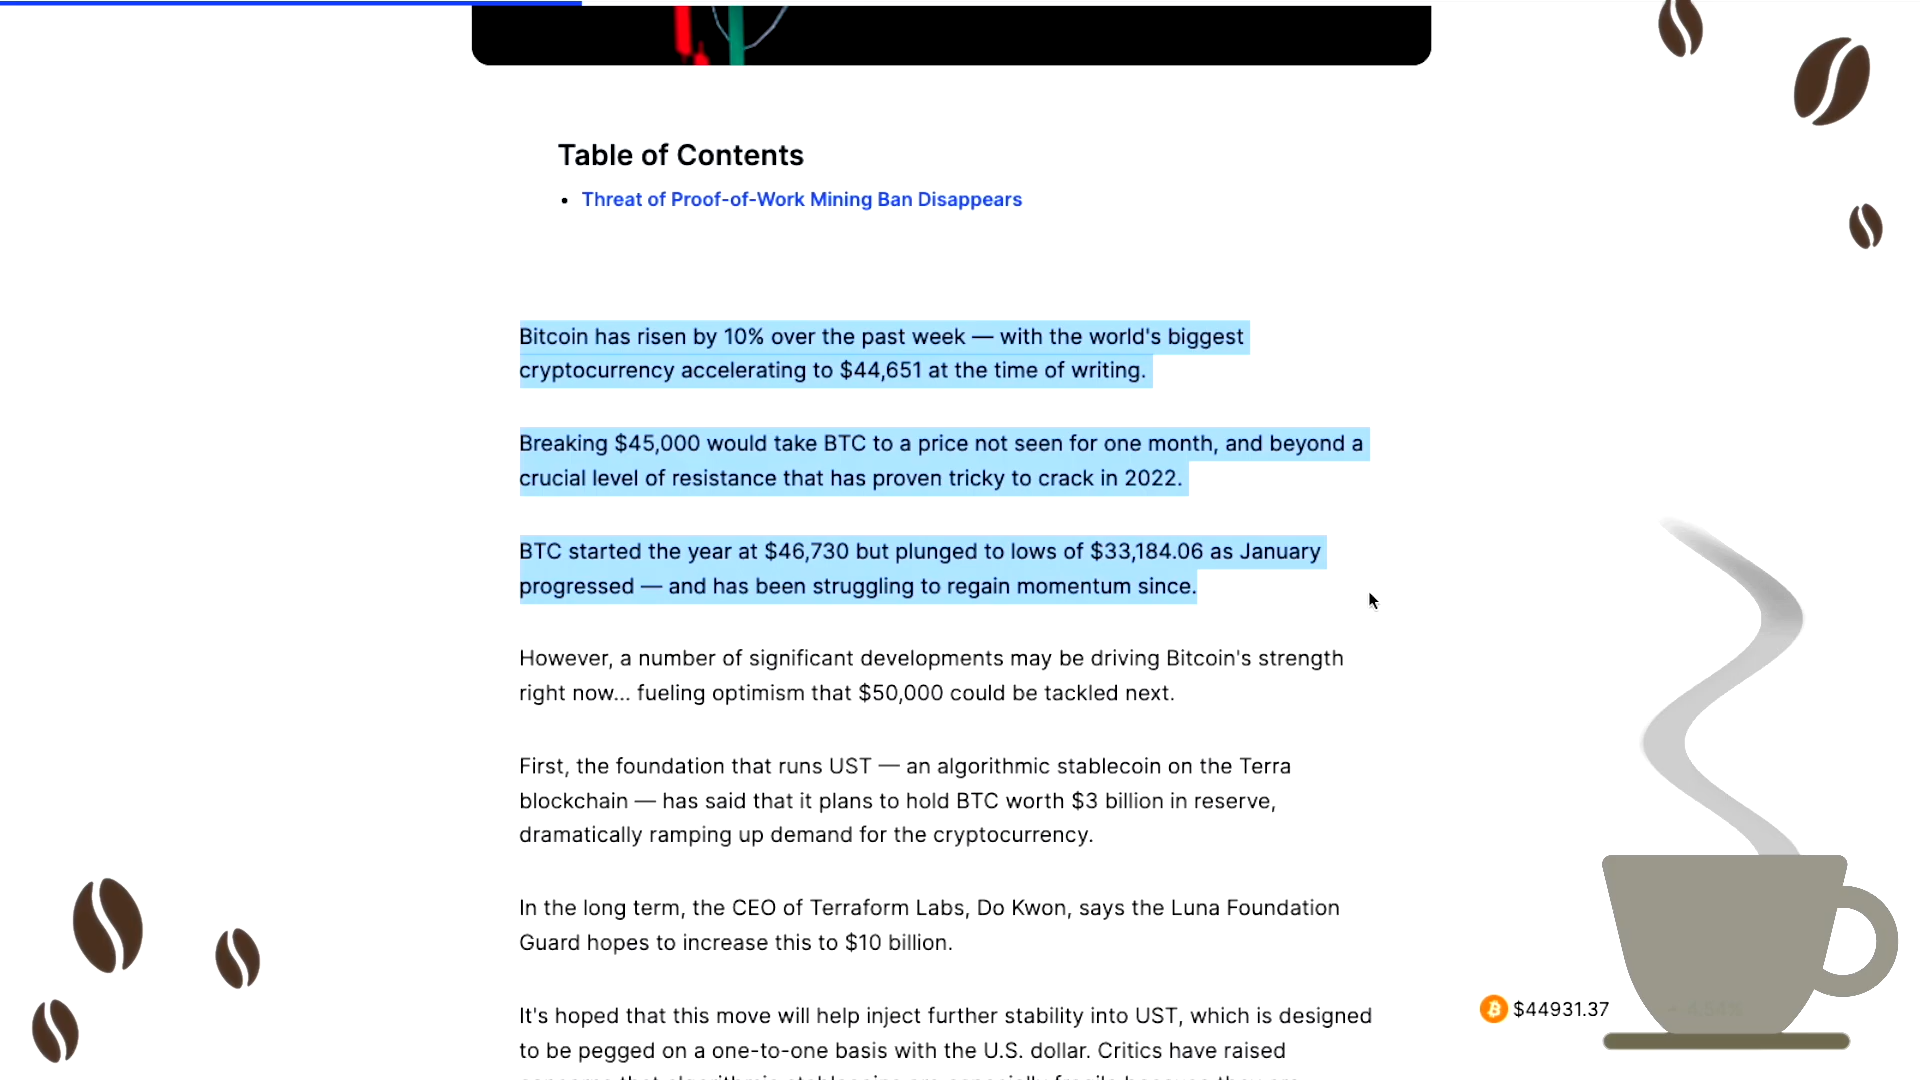 Table of Contents
• Threat of Proof-of-Work Mining Ban Disappears
Bitcoin has risen by 10% over the past week — with the world's biggest
cryptocurrency accelerating to $44,651 at the time of writing.
Breaking $45,000 would take BTC to a price not seen for one month, and beyond a
crucial level of resistance that has proven tricky to crack in 2022.
BTC started the year at $46,730 but plunged to lows of $33,184.06 as January
progressed — and has been struggling to regain momentum since.
However, a number of significant developments may be driving Bitcoin's strength
right now... fueling optimism that $50,000 could be tackled next.
First, the foundation that runs UST — an algorithmic stablecoin on the Terra
blockchain — has said that it plans to hold BTC worth $3 billion in reserve,
dramatically ramping up demand for the cryptocurrency.
In the long term, the CEO of Terraform Labs, Do Kwon, says the Luna Foundation
Guard hopes to increase this to $10 billion.
It's hoped that this move will help inject further stability into UST, which is designed
to be pegged on a one-to-one basis with the U.S. dollar. Critics have raised
$44931.37